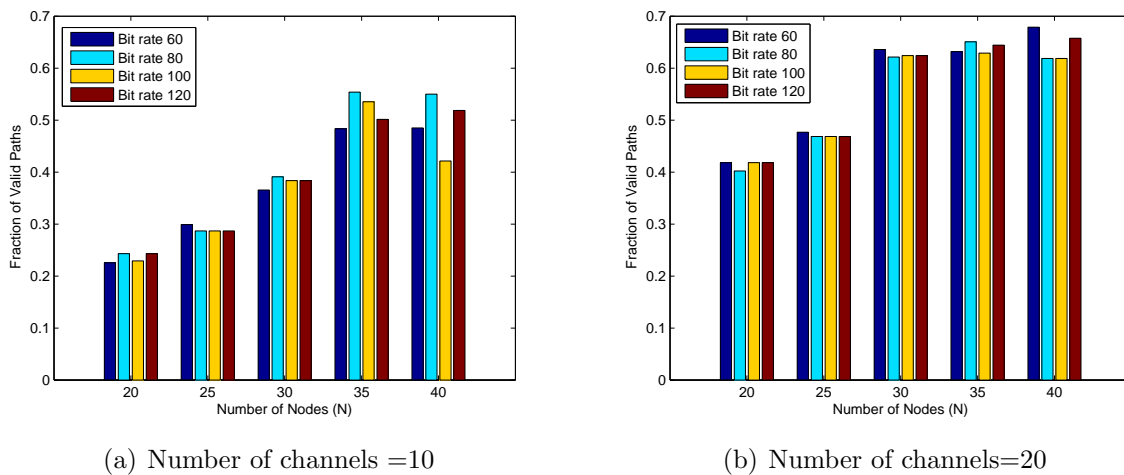 0.7
0.6
0.5
0.4
0.3
0.2
0.1
0
Fraction of Valid Paths
Bit rate 60
Bit rate 80
Bit rate 100
Bit rate 120
20 25 30 35 40
Number of Nodes (N)
(a) Number of channels =10
0.7
0.6
0.5
0.4
0.3
0.2
0.1
0
Fraction of Valid Paths
Bit rate 60
Bit rate 80
Bit rate 100
Bit rate 120
20 25 30 35 40
Number of Nodes (N)
(b) Number of channels=20